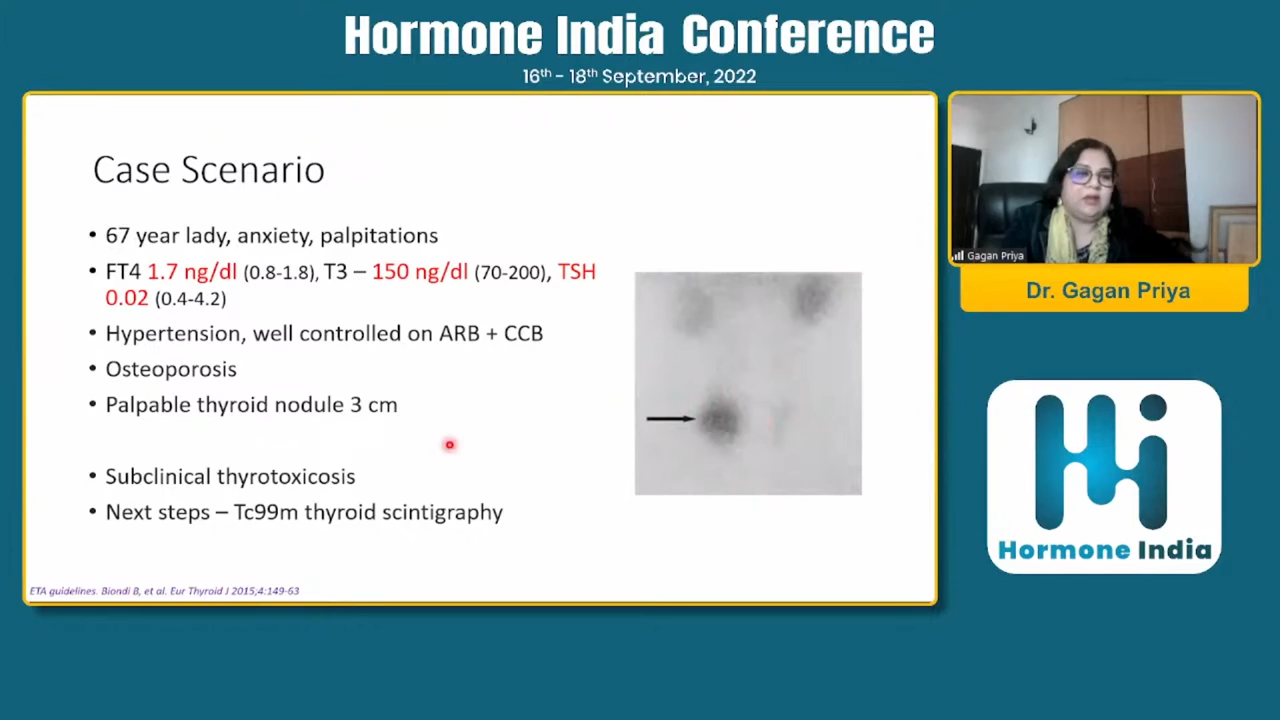 Hormone India Conference
16th - 18th September, 2022
Case Scenario
• 67 year lady, anxiety, palpitations
• FT4 1.7 ng/dl (0.8-1.8), T3 – 150 ng/dl (70-200), TSH
0.02 (0.4-4.2)
• Hypertension, well controlled on ARB + CCB
• Osteoporosis
• Palpable thyroid nodule 3 cm
• Subclinical thyrotoxicosis
• Next steps – Tc99m thyroid scintigraphy
ETA guidelines. Biondi B, et al. Eur Thyroid J 2015;4:149-63
Gagan Priya
Dr. Gagan Priya
Hormone India